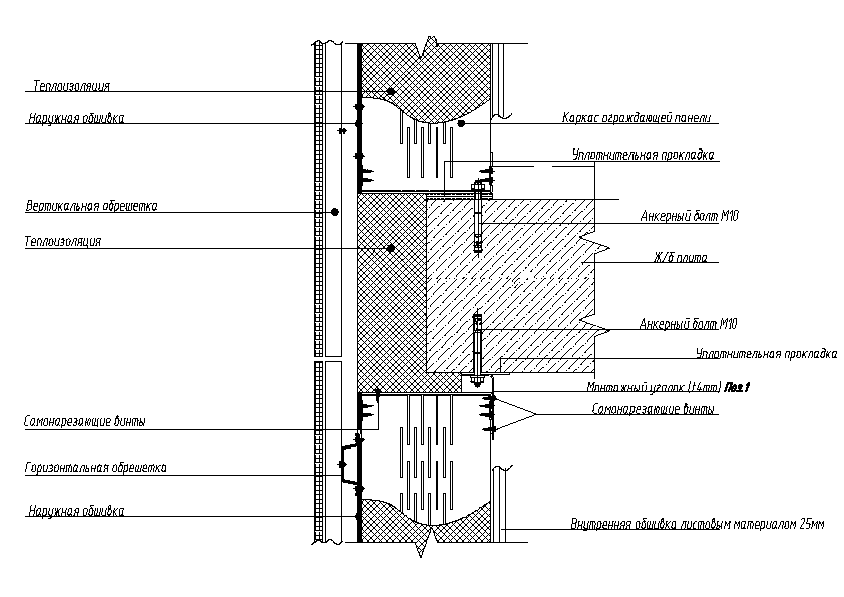 Теплоизоляция
Наружная обшивка
Каркас ограждающей панели
Уплотнительная прокладка
Вертикальная обрешетка
Анкерный болт М10
Теплоизляция
Ж/б плита
Анкерный болт М10
Уплотнительная прокладка
Монтажный уголок (t4mm) Поз.1
Самонарезающие винты
Самонарезающие винты
Горизонтальная обрешетка
Наружная обшивка
Внутренняя обшивка листовым материалом 25мм